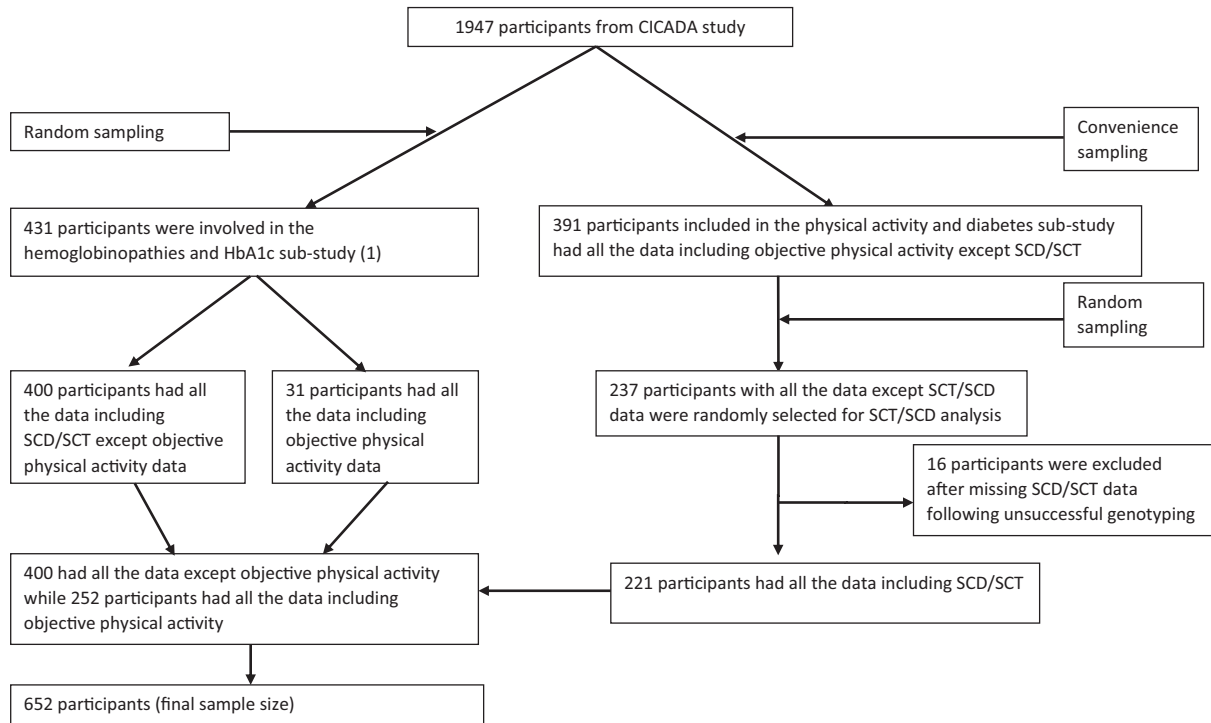 1947 participants from CICADA study
Random sampling
Convenience
sampling
431 participants were involved in the
hemoglobinopathies and HbA1c sub-study (1)
391 participants included in the physical activity and diabetes sub-study
had all the data including objective physical activity except SCD/SCT
Random
sampling
400 participants had all
the data including
SCD/SCT except objective
physical activity data
31 participants had all
the data including
objective physical
activity data
237 participants with all the data except SCT/SCD
data were randomly selected for SCT/SCD analysis
16 participants were excluded
after missing SCD/SCT data
following unsuccessful genotyping
400 had all the data except objective physical activity
while 252 participants had all the data including
objective physical activity
221 participants had all the data including SCD/SCT
652 participants (final sample size)